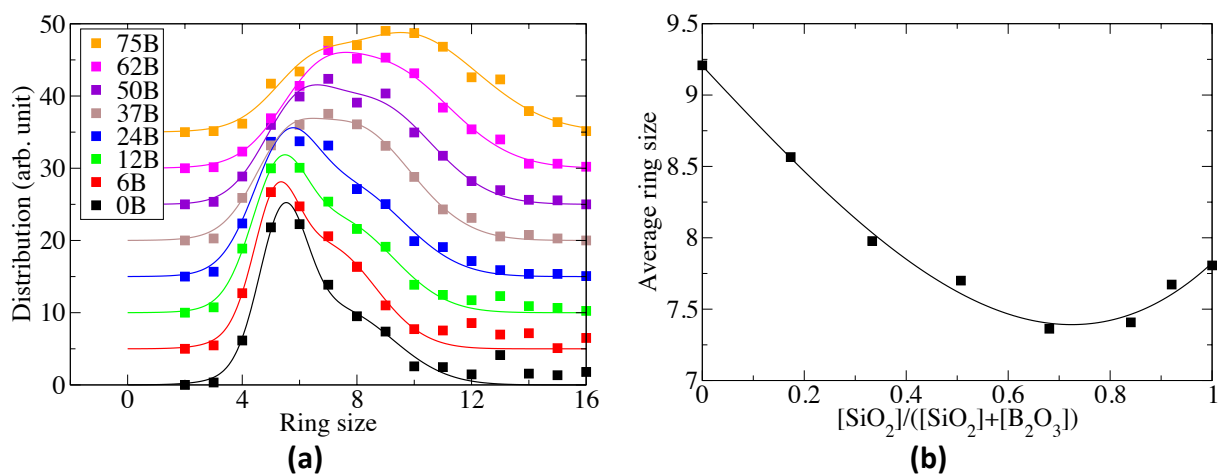 50
40
30
20
10
0
Distribution (arb. unit)
75B
62B
50B
37B
24B
12B
6B
0B
0 4 8 12 16
Ring size
(a)
9.5
9
8.5
8
7.5
7
Average ring size
0 0.2 0.4 0.6 0.8 1
[SiO₂]/([SiO₂]+[B₂O₃])
(b)